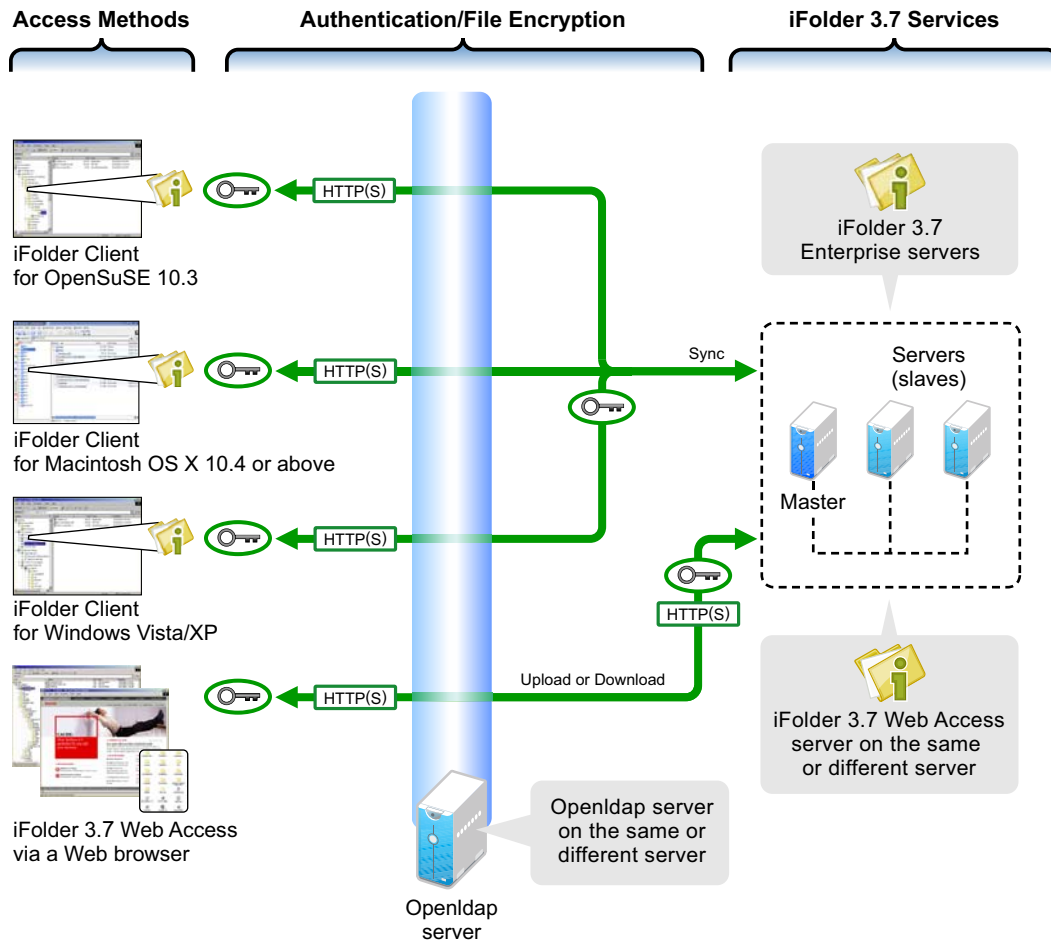 Access Methods
Authentication/File Encryption
iFolder 3.7 Services
HTTP(S)
iFolder Client
for OpenSuSE 10.3
iFolder 3.7
Enterprise servers
HTTP(S)
Sync
iFolder Client
for Macintosh OS X 10.4 or above
Servers
(slaves)
Master
HTTP(S)
iFolder Client
for Windows Vista/XP
HTTP(S)
HTTP(S)
Upload or Download
iFolder 3.7 Web Access
server on the same
or different server
iFolder 3.7 Web Access
via a Web browser
Openldap server
on the same or
different server
Openldap
server